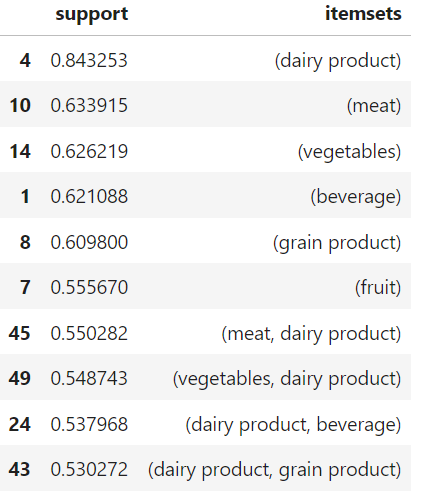 support itemsets
4 0.843253 (dairy product)
10 0.633915 (meat)
14 0.626219 (vegetables)
1 0.621088 (beverage)
8 0.609800 (grain product)
7 0.555670 (fruit)
45 0.550282 (meat, dairy product)
49 0.548743 (vegetables, dairy product)
24 0.537968 (dairy product, beverage)
43 0.530272 (dairy product, grain product)